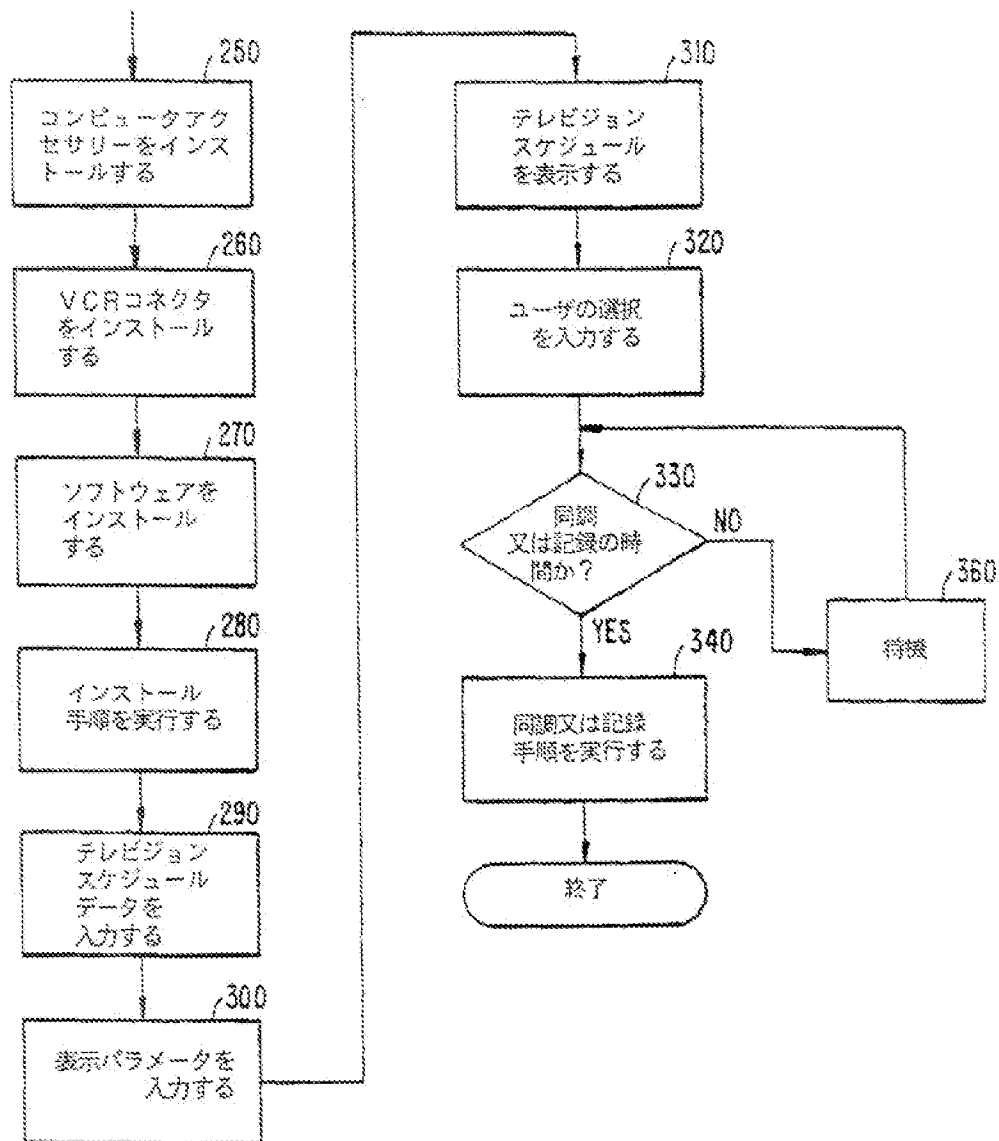 250
コンピュータアク
セサリーをインス
トールする
260
VCRコネクタ
をインストール
する
270
ソフトウェアを
インストール
する
280
インストール
手順を実行する
290
テレビジョン
スケジュール
データを
入力する
300
表示パラメータを
入力する
310
テレビジョン
スケジュール
を表示する
320
ユーザの選択
を入力する
330
同調
又は記録の時
間か?
NO
YES
360
待機
340
同調又は記録
手順を実行する
終了